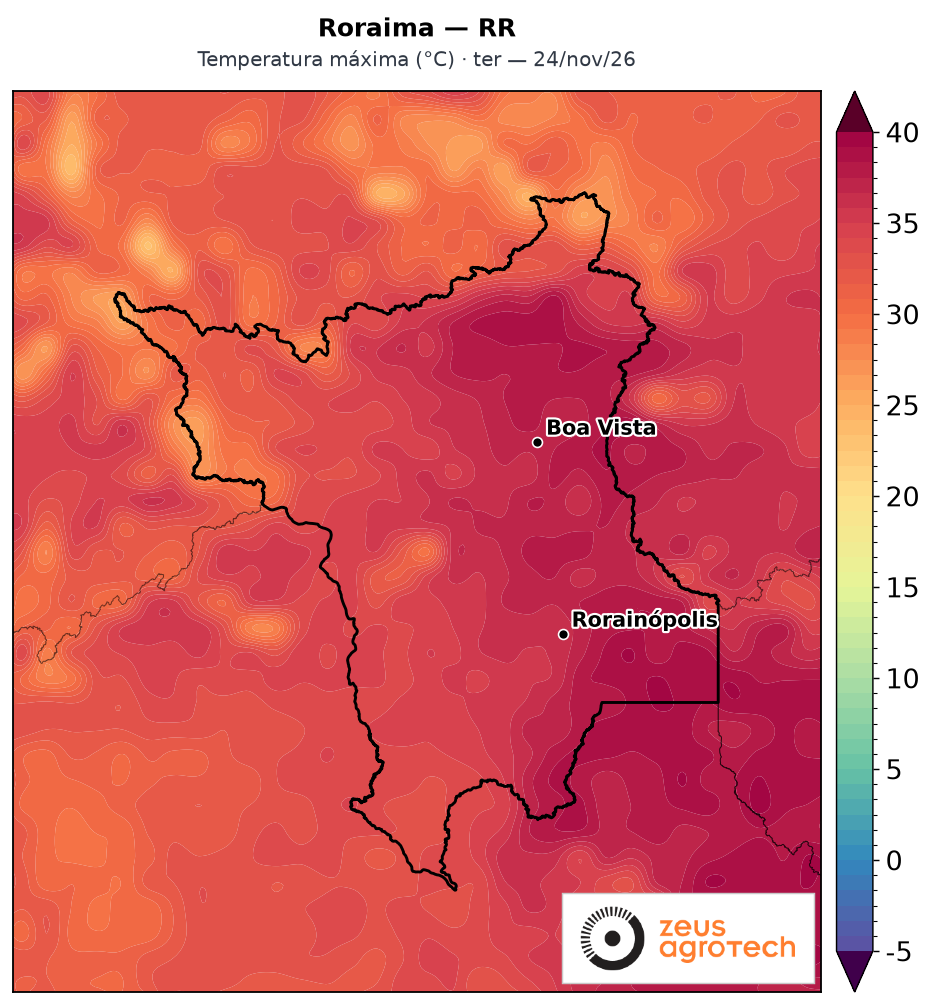 Roraima — RR
Temperatura máxima (°C) · ter — 24/nov/26
40
35
30
25
20
15
10
5
0
-5
Boa Vista
Rorainópolis
zeus
agrotech